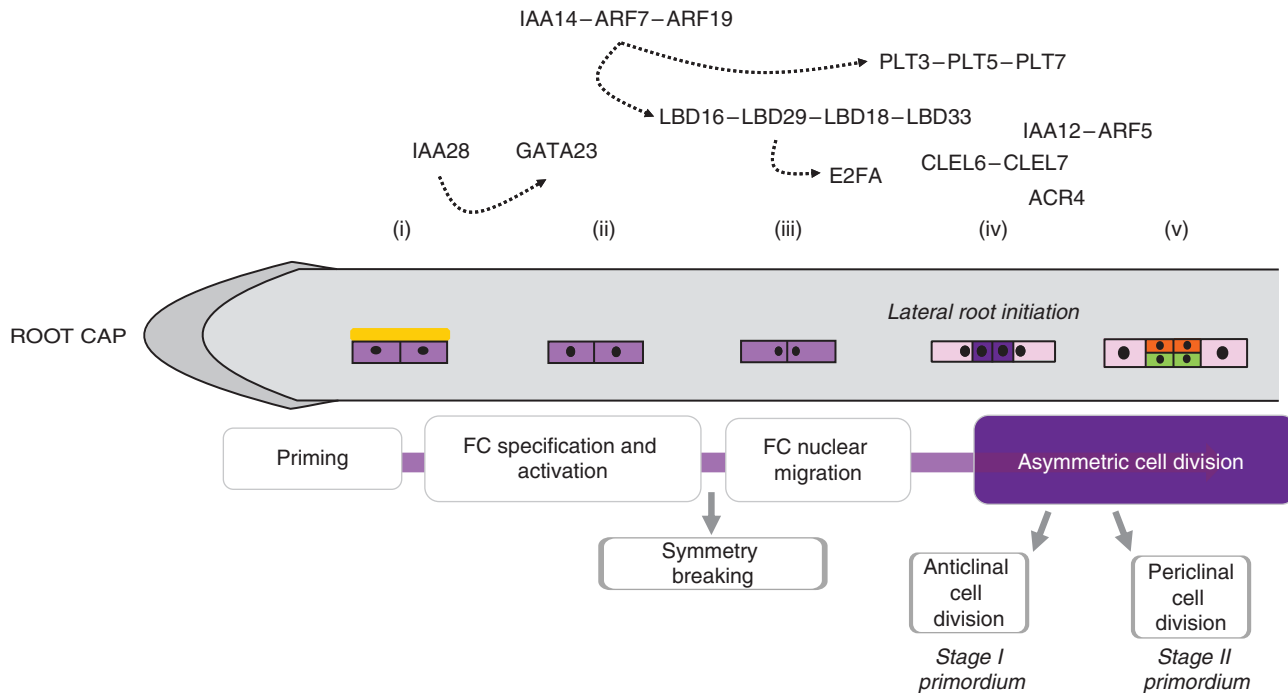 IAA14–ARF7–ARF19
PLT3–PLT5–PLT7
LBD16–LBD29–LBD18–LBD33
IAA12–ARF5
IAA28
GATA23
CLEL6–CLEL7
E2FA
ACR4
(i)
(ii)
(iii)
(iv)
(v)
Lateral root initiation
ROOT CAP
Priming
FC specification and
activation
FC nuclear
migration
Asymmetric cell division
Symmetry
breaking
Anticlinal
cell
division
Periclinal
cell
division
Stage I
primordium
Stage II
primordium